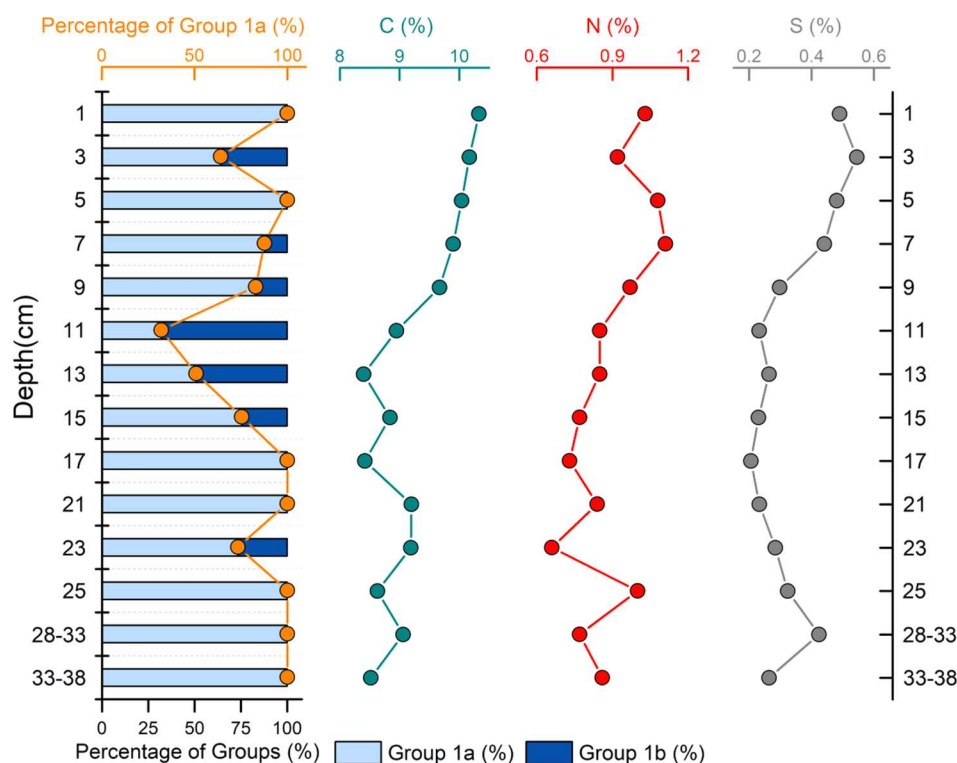 Percentage of Group 1a (%) C (%) N (%) S (%)
0 50 100 8 9 10 0.6 0.9 1.2 0.2 0.4 0.6
Depth(cm)
1 1
3 3
5 5
7 7
9 9
11 11
13 13
15 15
17 17
21 21
23 23
25 25
28-33 28-33
33-38 33-38
0 25 50 75 100
Percentage of Groups (%) Group 1a (%) Group 1b (%)